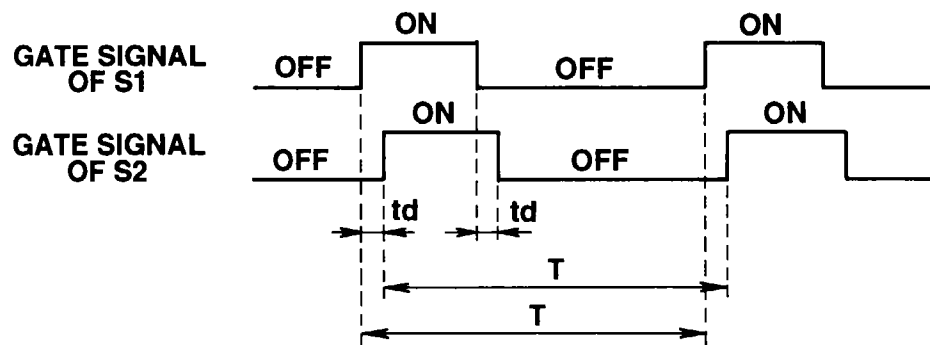 ON
ON
GATE SIGNAL
OF S1
OFF
OFF
ON
ON
GATE SIGNAL
OF S2
OFF
OFF
td
td
T
T